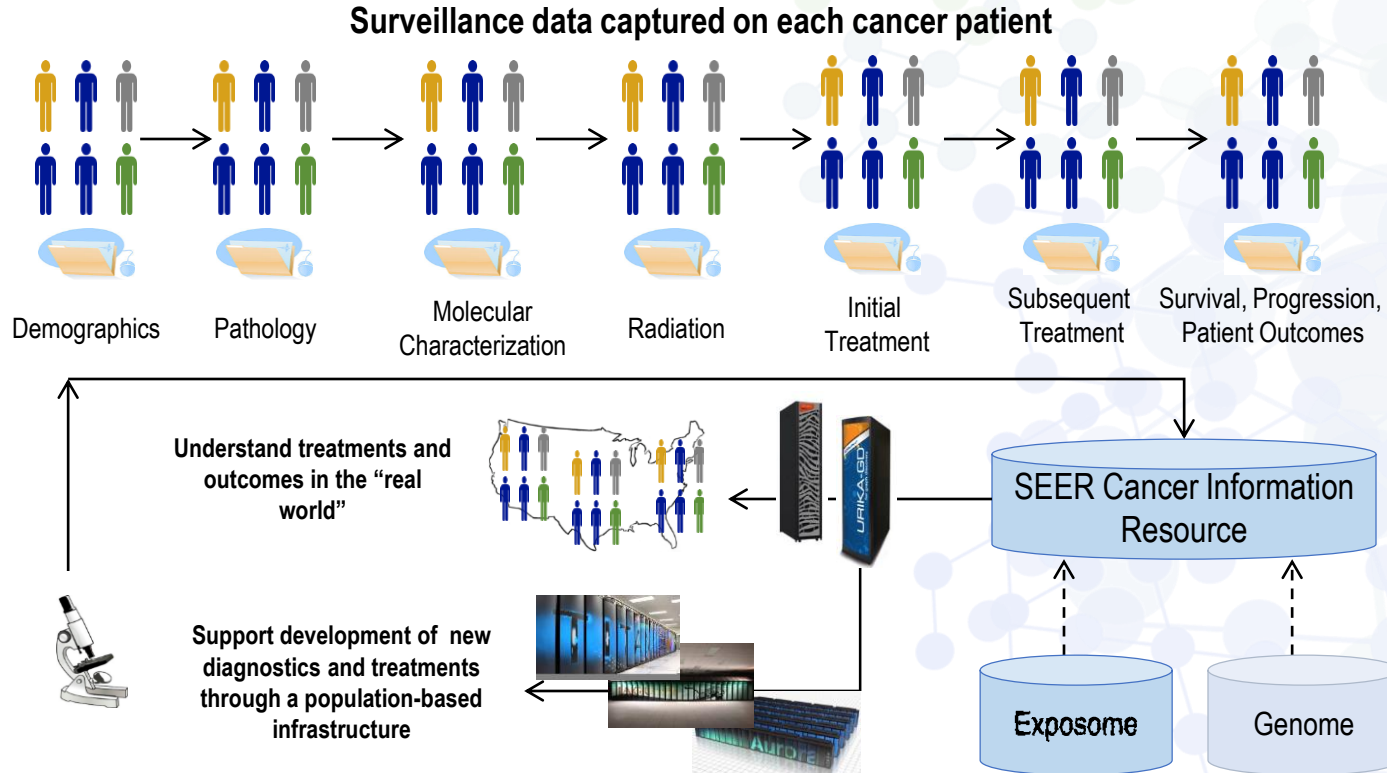 Surveillance data captured on each cancer patient
Demographics
Pathology
Molecular
Characterization
Radiation
Initial
Treatment
Subsequent
Treatment
Survival, Progression,
Patient Outcomes
Understand treatments and
outcomes in the “real
world”
URIKA-GD
SEER Cancer Information
Resource
Support development of new
diagnostics and treatments
through a population-based
infrastructure
TITAN
Aurora
Exposome
Genome